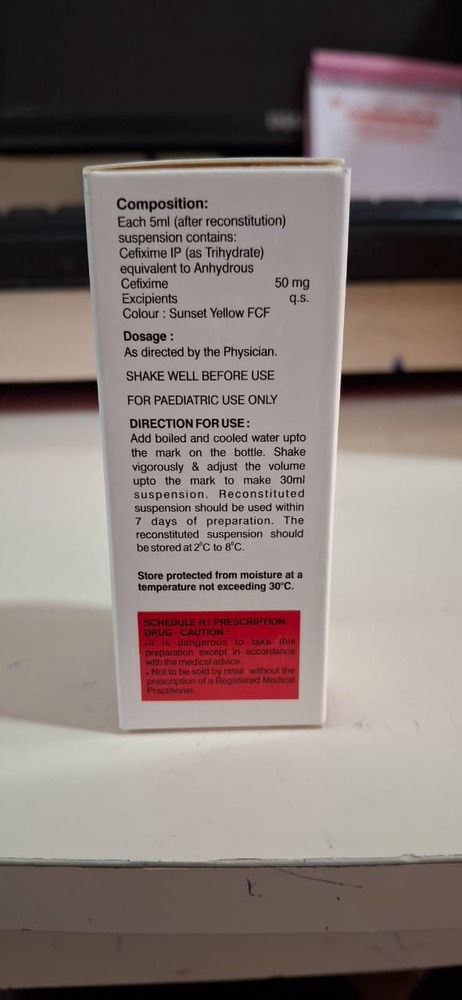 Composition:
Each 5ml (after reconstitution)
suspension contains:
Cefixime IP (as Trihydrate)
equivalent to Anhydrous
Cefixime 50 mg
Excipients q.s.
Colour : Sunset Yellow FCF
Dosage :
As directed by the Physician.
SHAKE WELL BEFORE USE
FOR PAEDIATRIC USE ONLY
DIRECTION FOR USE :
Add boiled and cooled water upto
the mark on the bottle. Shake
vigorously & adjust the volume
upto the mark to make 30ml
suspension. Reconstituted
suspension should be used within
7 days of preparation. The
reconstituted suspension should
be stored at 2°C to 8°C.
Store protected from moisture at a
temperature not exceeding 30°C.
SCHEDULE H1 PRESCRIPTION
DRUG - CAUTION :
-It is dangerous to take this
preparation except in accordance
with the medical advice.
- Not to be sold by retail without the
prescription of a Registered Medical
Practitioner.